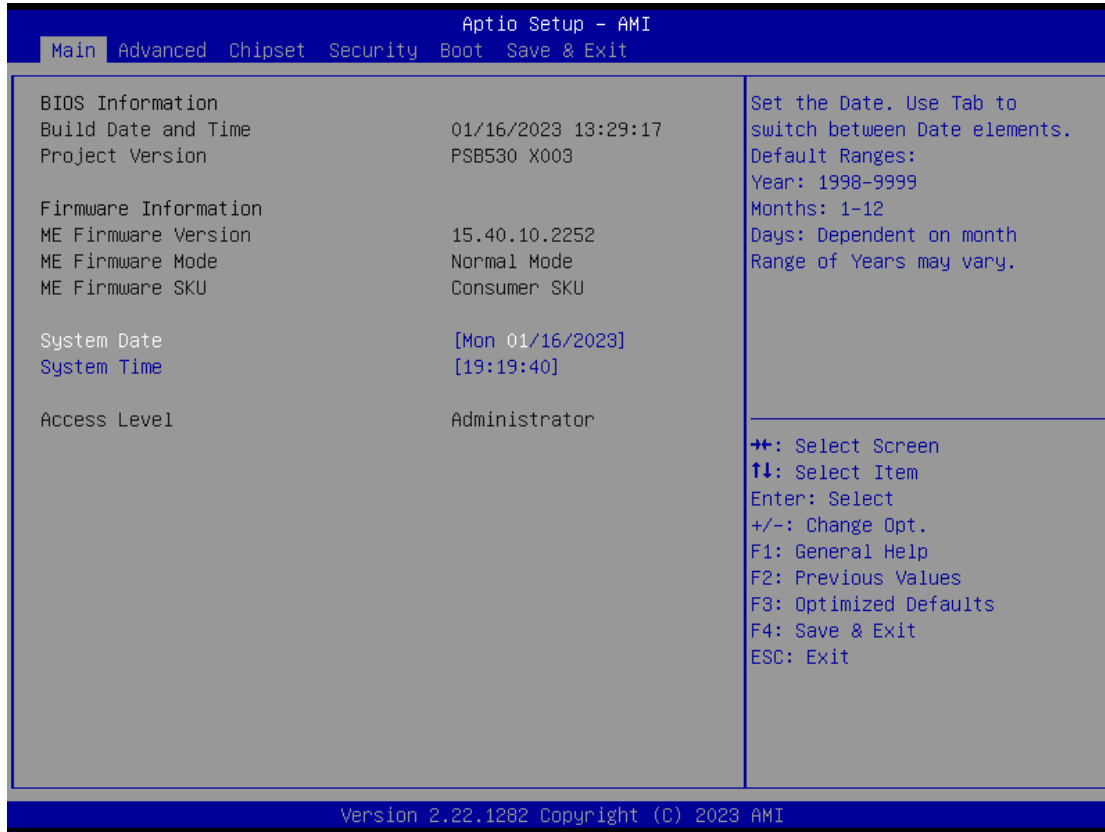 Aptio Setup – AMI
Main Advanced Chipset Security Boot Save & Exit
BIOS Information
Build Date and Time 01/16/2023 13:29:17
Project Version PSB530 X003
Firmware Information
ME Firmware Version 15.40.10.2252
ME Firmware Mode Normal Mode
ME Firmware SKU Consumer SKU
System Date [Mon 01/16/2023]
System Time [19:19:40]
Access Level Administrator
Set the Date. Use Tab to
switch between Date elements.
Default Ranges:
Year: 1998-9999
Months: 1-12
Days: Dependent on month
Range of Years may vary.
→←: Select Screen
↑↓: Select Item
Enter: Select
+/-: Change Opt.
F1: General Help
F2: Previous Values
F3: Optimized Defaults
F4: Save & Exit
ESC: Exit
Version 2.22.1282 Copyright (C) 2023 AMI